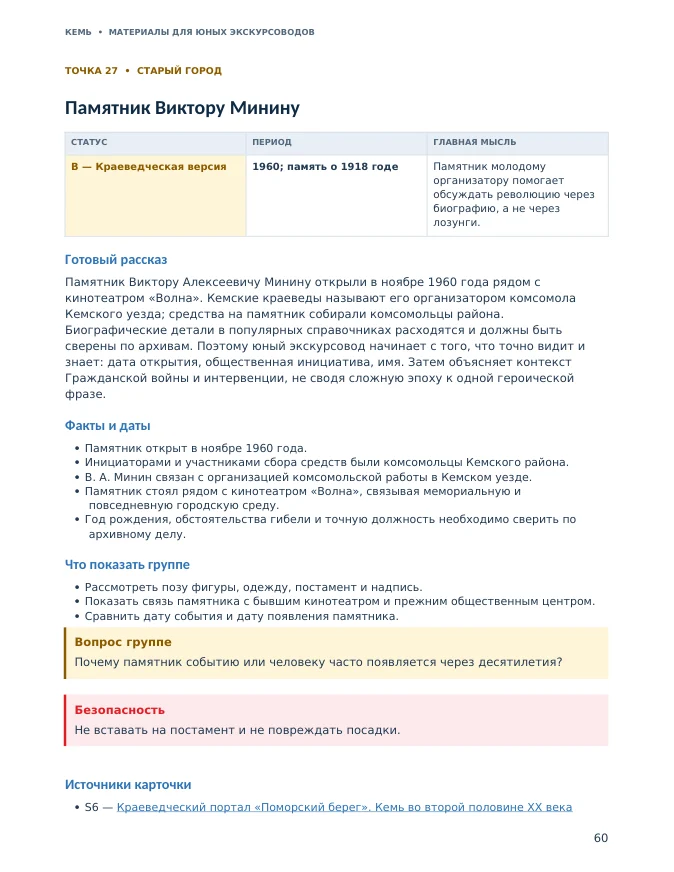 КЕМЬ • МАТЕРИАЛЫ ДЛЯ ЮНЫХ ЭКСКУРСОВОДОВ
ТОЧКА 27 • СТАРЫЙ ГОРОД
Памятник Виктору Минину
СТАТУС
ПЕРИОД
ГЛАВНАЯ МЫСЛЬ
В — Краеведческая версия
1960; память о 1918 годе
Памятник молодому
организатору помогает
обсуждать революцию через
биографию, а не через
лозунги.
Готовый рассказ
Памятник Виктору Алексеевичу Минину открыли в ноябре 1960 года рядом с
кинотеатром «Волна». Кемские краеведы называют его организатором комсомола
Кемского уезда; средства на памятник собирали комсомольцы района.
Биографические детали в популярных справочниках расходятся и должны быть
сверены по архивам. Поэтому юный экскурсовод начинает с того, что точно видит и
знает: дата открытия, общественная инициатива, имя. Затем объясняет контекст
Гражданской войны и интервенции, не сводя сложную эпоху к одной героической
фразе.
Факты и даты
• Памятник открыт в ноябре 1960 года.
• Инициаторами и участниками сбора средств были комсомольцы Кемского района.
• В. А. Минин связан с организацией комсомольской работы в Кемском уезде.
• Памятник стоял рядом с кинотеатром «Волна», связывая мемориальную и
повседневную городскую среду.
• Год рождения, обстоятельства гибели и точную должность необходимо сверить по
архивному делу.
Что показать группе
• Рассмотреть позу фигуры, одежду, постамент и надпись.
• Показать связь памятника с бывшим кинотеатром и прежним общественным центром.
• Сравнить дату события и дату появления памятника.
Вопрос группе
Почему памятник событию или человеку часто появляется через десятилетия?
Безопасность
Не вставать на постамент и не повреждать посадки.
Источники карточки
• S6 — Краеведческий портал «Поморский берег». Кемь во второй половине XX века
60